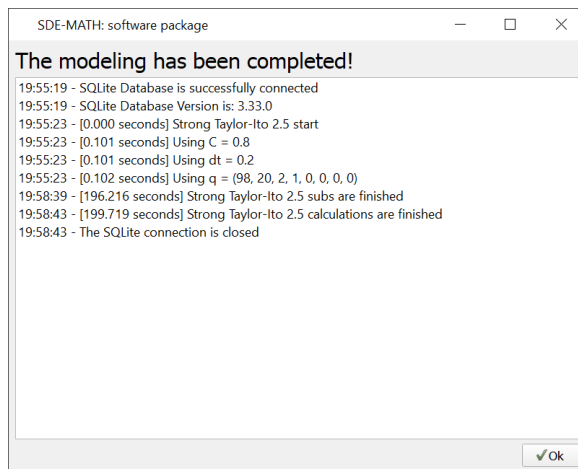 SDE-MATH: software package
The modeling has been completed!
19:55:19 - SQLite Database is successfully connected
19:55:19 - SQLite Database Version is: 3.33.0
19:55:23 - [0.000 seconds] Strong Taylor-Ito 2.5 start
19:55:23 - [0.101 seconds] Using C = 0.8
19:55:23 - [0.101 seconds] Using dt = 0.2
19:55:23 - [0.102 seconds] Using q = (98, 20, 2, 1, 0, 0, 0, 0)
19:58:39 - [196.216 seconds] Strong Taylor-Ito 2.5 subs are finished
19:58:43 - [199.719 seconds] Strong Taylor-Ito 2.5 calculations are finished
19:58:43 - The SQLite connection is closed
Ok